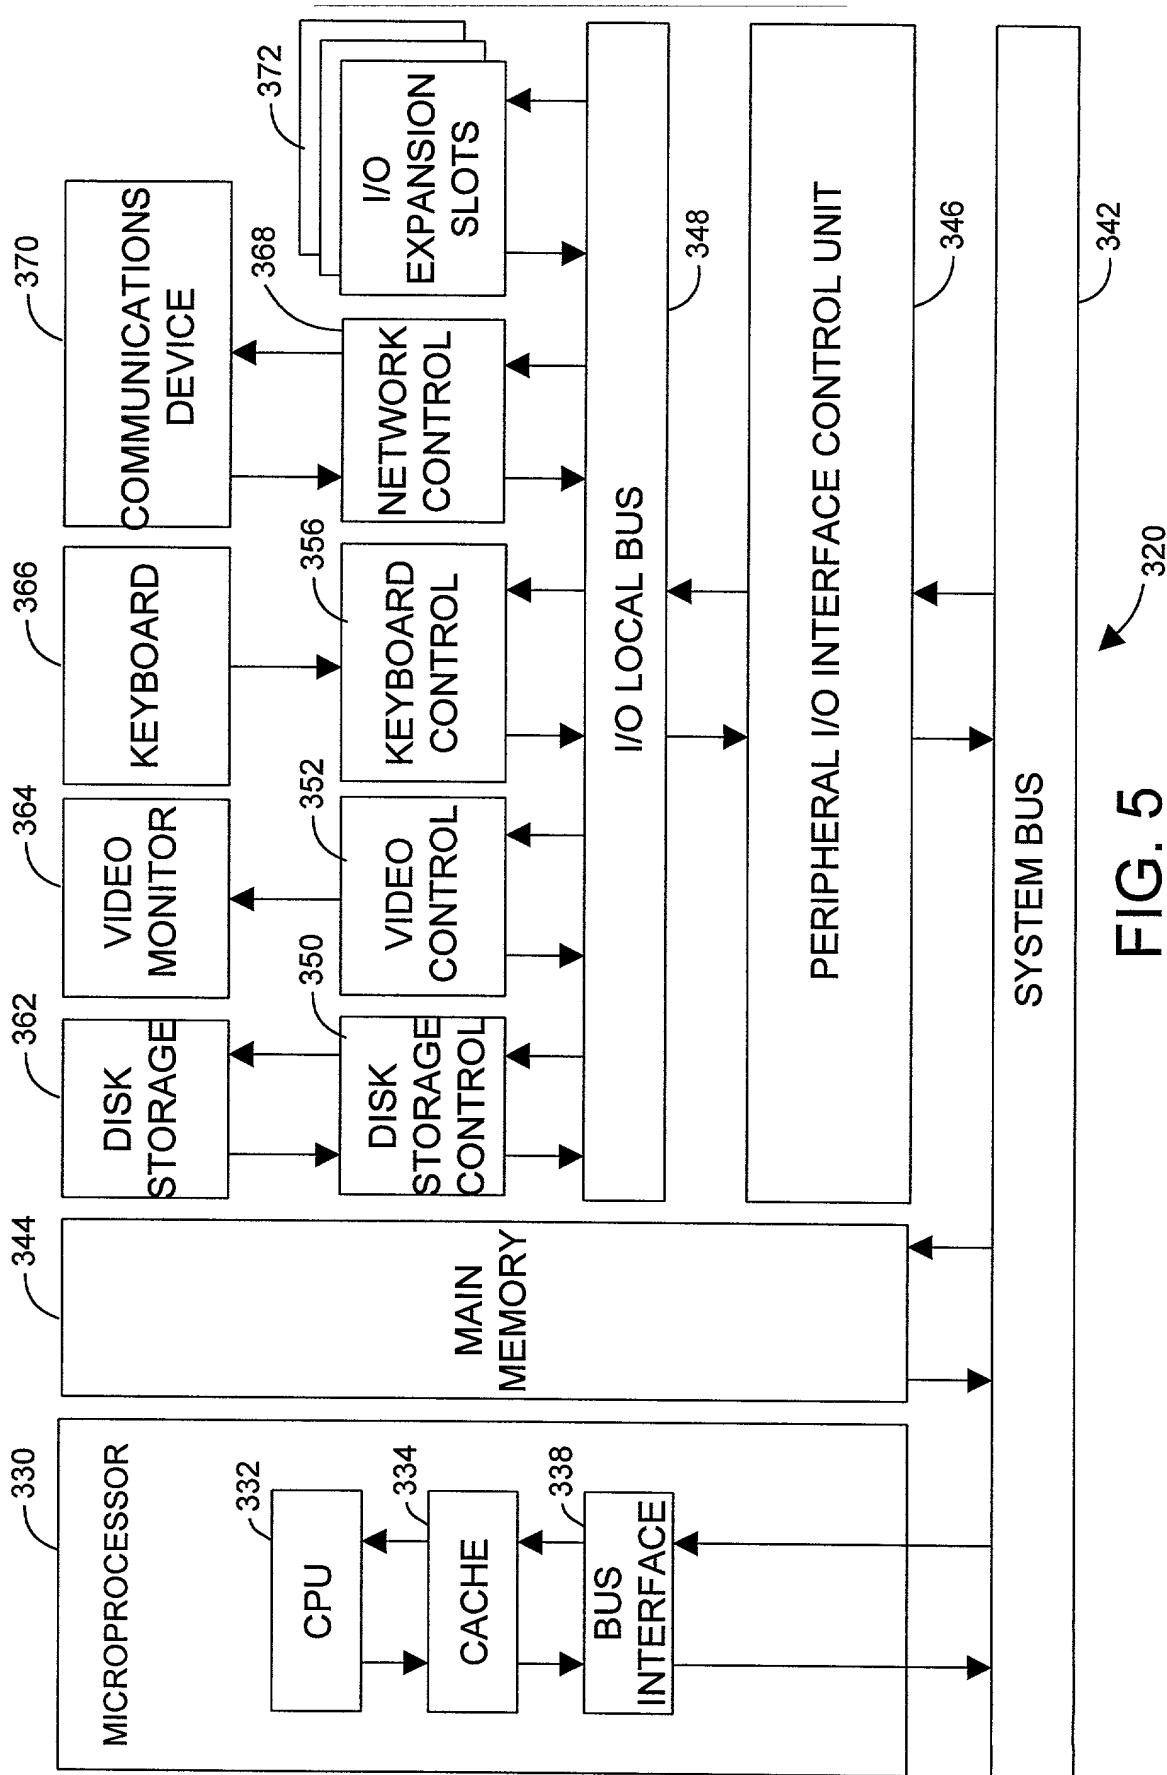 330
MICROPROCESSOR
332
CPU
334
CACHE
338
BUS
INTERFACE
344
MAIN
MEMORY
362
DISK
STORAGE
364
VIDEO
MONITOR
366
KEYBOARD
370
COMMUNICATIONS
DEVICE
350
DISK
STORAGE
CONTROL
352
VIDEO
CONTROL
356
KEYBOARD
CONTROL
368
NETWORK
CONTROL
372
I/O
EXPANSION
SLOTS
I/O LOCAL BUS
348
PERIPHERAL I/O INTERFACE CONTROL UNIT
346
SYSTEM BUS
342
320
FIG. 5